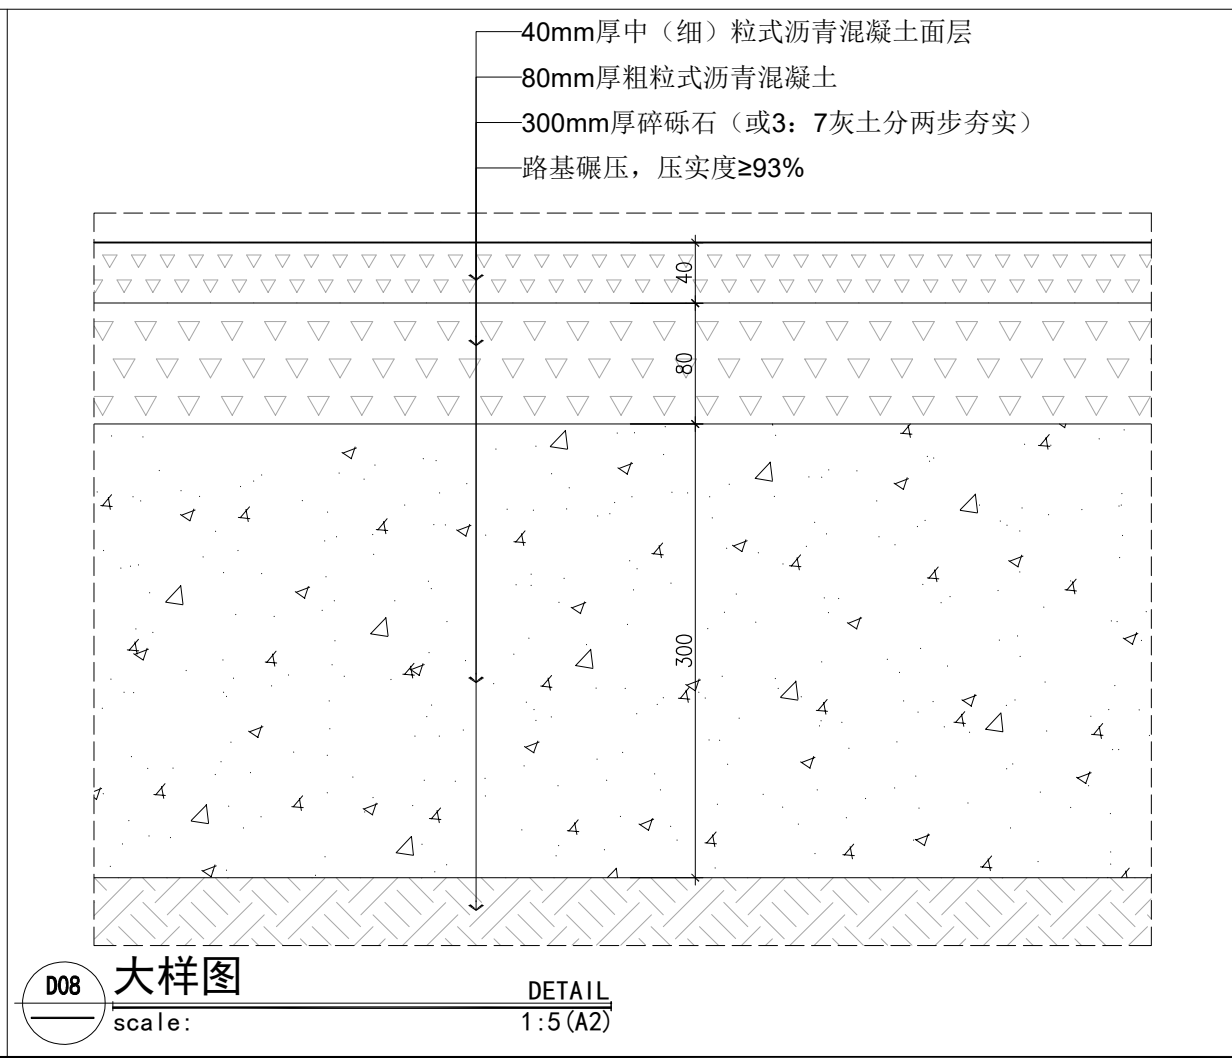 40mm厚中（细）粒式沥青混凝土面层
80mm厚粗粒式沥青混凝土
300mm厚碎砾石（或3：7灰土分两步夯实）
路基碾压，压实度≥93%
40
80
300
D08
大样图
DETAIL
scale:
1:5(A2)